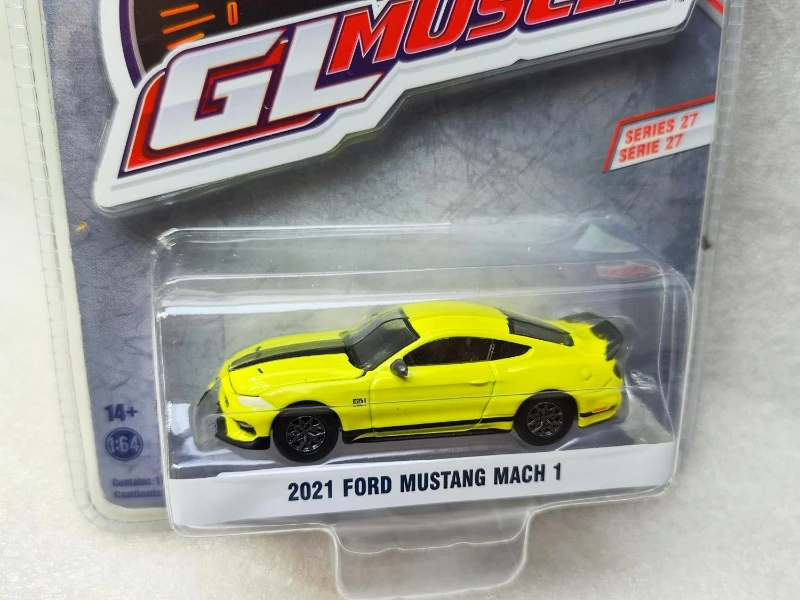 GL MUSCLE
SERIES 27
SERIE 27
14+
1:64
2021 FORD MUSTANG MACH 1